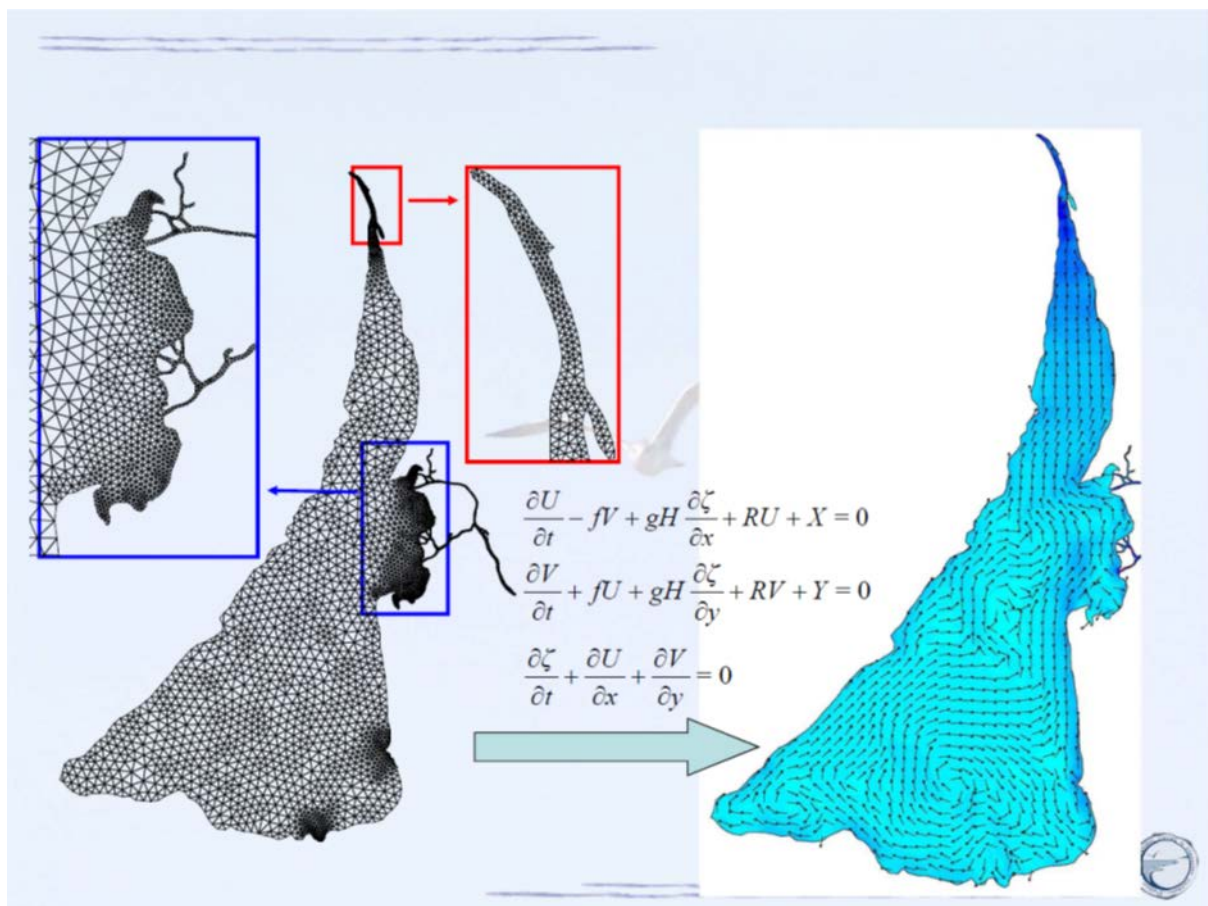 ∂U/∂t − fV + gH ∂ζ/∂x + RU + X = 0
∂V/∂t + fU + gH ∂ζ/∂y + RV + Y = 0
∂ζ/∂t + ∂U/∂x + ∂V/∂y = 0